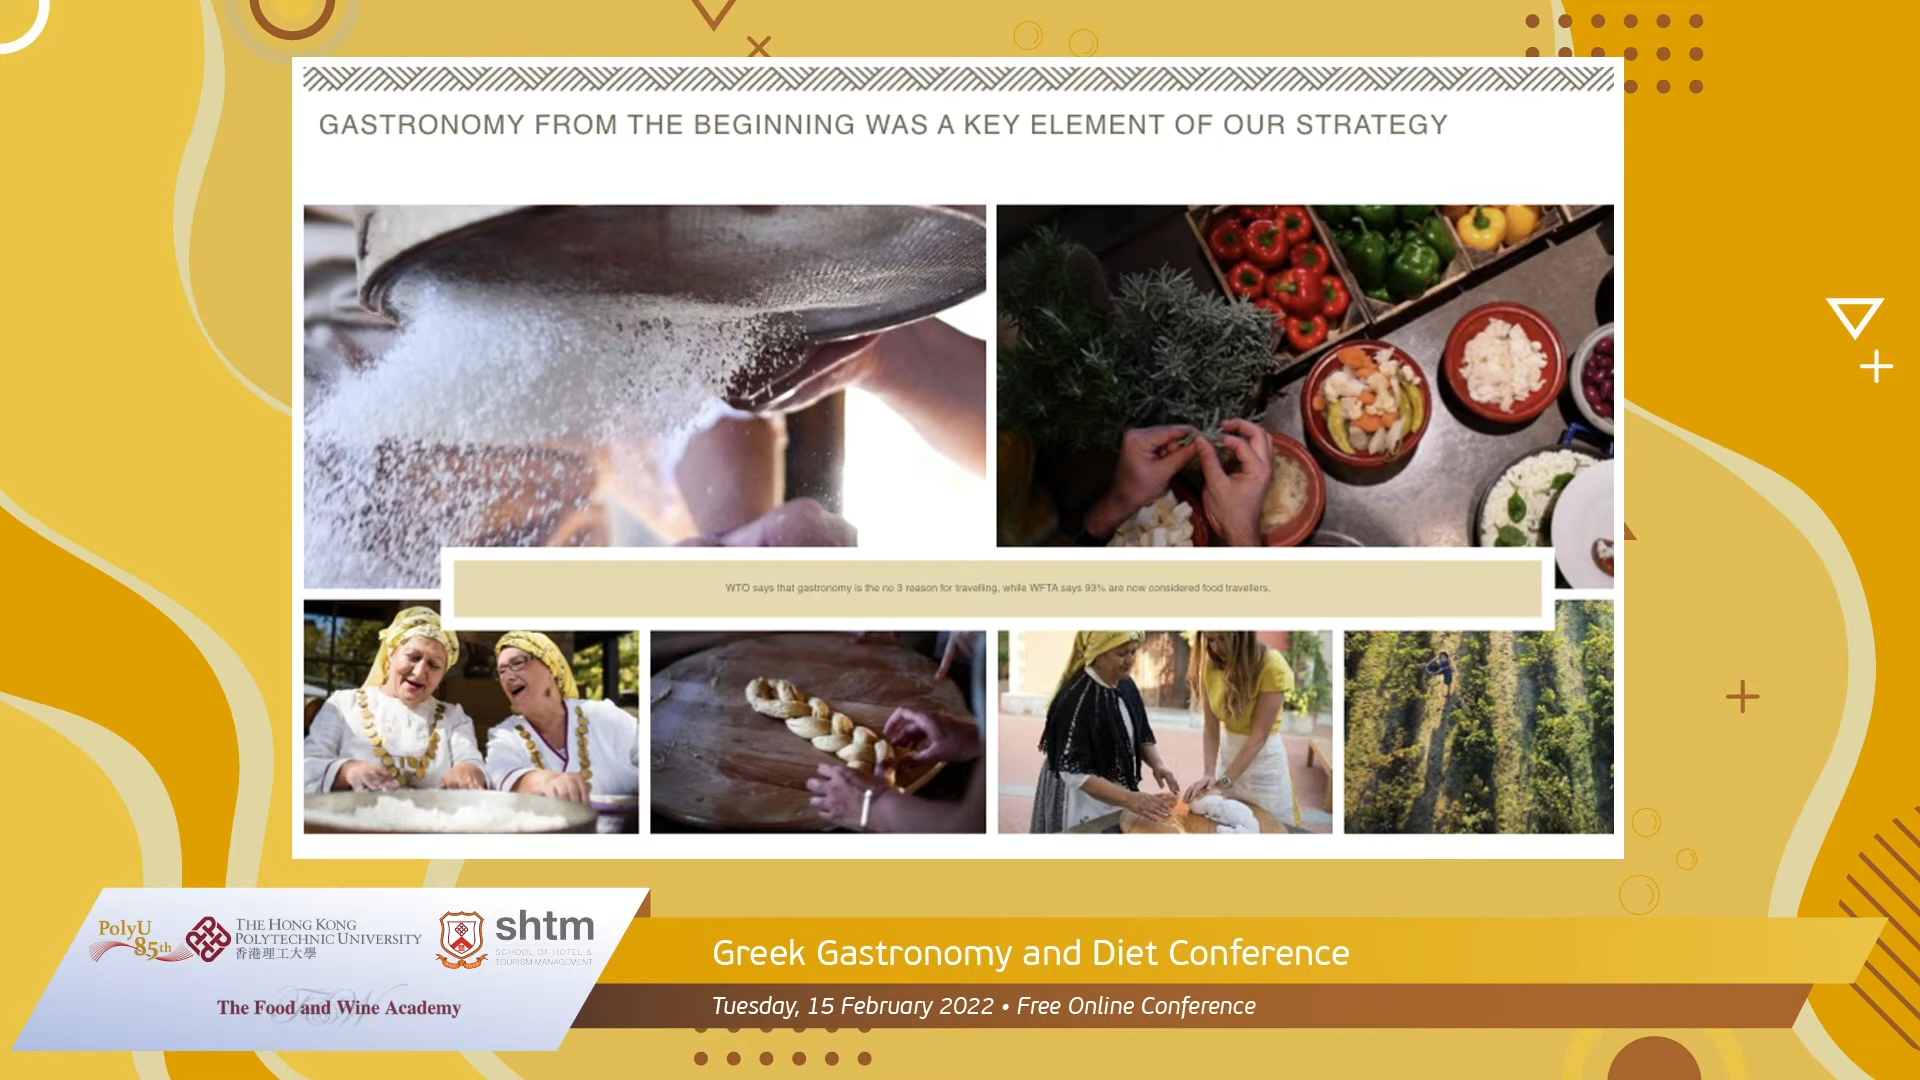 GASTRONOMY FROM THE BEGINNING WAS A KEY ELEMENT OF OUR STRATEGY
WTO says that gastronomy is the no 3 reason for travelling, while WFTA says 93% are now considered food travellers.
PolyU
85th
THE HONG KONG
POLYTECHNIC UNIVERSITY
香港理工大學
shtm
SCHOOL OF HOTEL &
TOURISM MANAGEMENT
The Food and Wine Academy
Greek Gastronomy and Diet Conference
Tuesday, 15 February 2022 • Free Online Conference